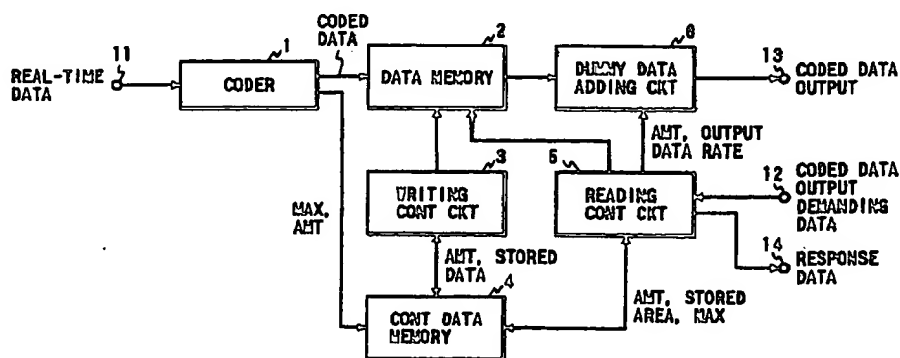 CODED
DATA
1
2
6
11
13
REAL-TIME
DATA
CODER
DATA MEMORY
DUMMY DATA
ADDING CKT
CODED DATA
OUTPUT
3
5
AMT, OUTPUT
DATA RATE
12
WRITING
CONT CKT
READING
CONT CKT
CODED DATA
OUTPUT
DEMANDING
DATA
MAX,
AMT
14
RESPONSE
DATA
AMT, STORED
DATA
4
CONT DATA
MEMORY
AMT, STORED
AREA, MAX